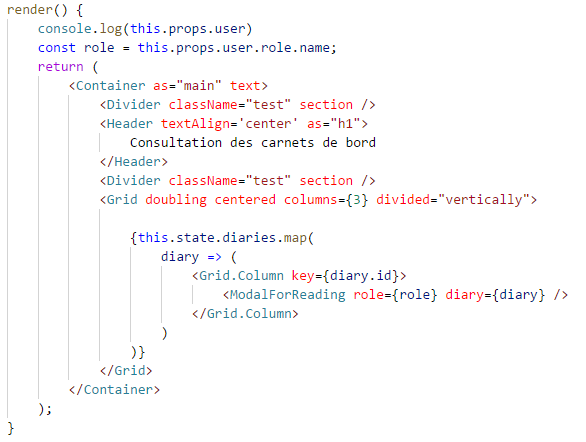 render() {
console.log(this.props.user)
const role = this.props.user.role.name;
return (
<Container as="main" text>
<Divider className="test" section />
<Header textAlign='center' as="h1">
Consultation des carnets de bord
</Header>
<Divider className="test" section />
<Grid doubling centered columns={3} divided="vertically">
{this.state.diaries.map(
diary => (
<Grid.Column key={diary.id}>
<ModalForReading role={role} diary={diary} />
</Grid.Column>
)
)}
</Grid>
</Container>
);
}